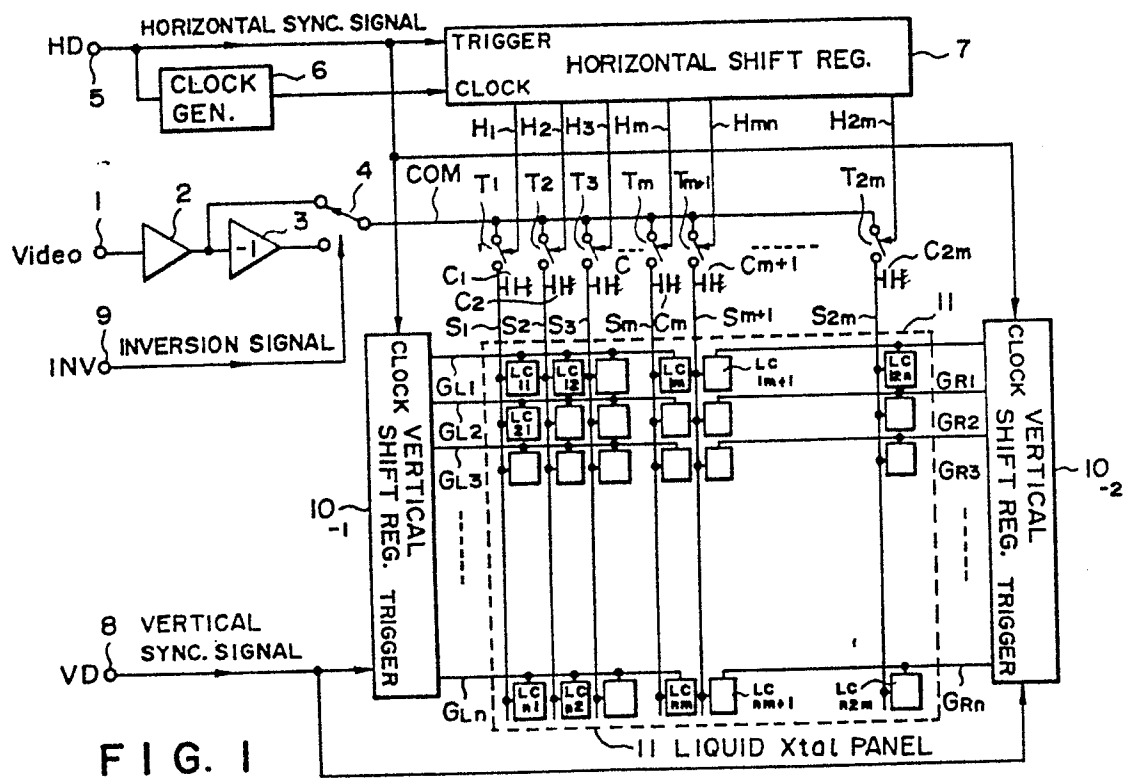 HORIZONTAL SYNC. SIGNAL
HD
5
TRIGGER
HORIZONTAL SHIFT REG.
7
CLOCK
CLOCK
GEN.
6
H1
H2
H3
Hm
Hmn
H2m
COM
T1
T2
T3
Tm
Tm+1
T2m
1
2
3
4
Video
-1
C1
C2
C
Cm
Cm+1
C2m
9
INV
INVERSION SIGNAL
S1
S2
S3
Sm
Sm+1
S2m
11
CLOCK
VERTICAL
SHIFT REG.
TRIGGER
10
-1
GL1
GL2
GL3
GLn
LC
11
LC
12
LC
1m
LC
1m+1
LC
12n
LC
21
GR1
GR2
GR3
GRn
CLOCK
VERTICAL
SHIFT REG.
TRIGGER
10
-2
8
VERTICAL
SYNC. SIGNAL
VD
LC
n1
LC
n2
LC
nm
LC
nm+1
LC
n2m
11 LIQUID Xtal PANEL
FIG. 1